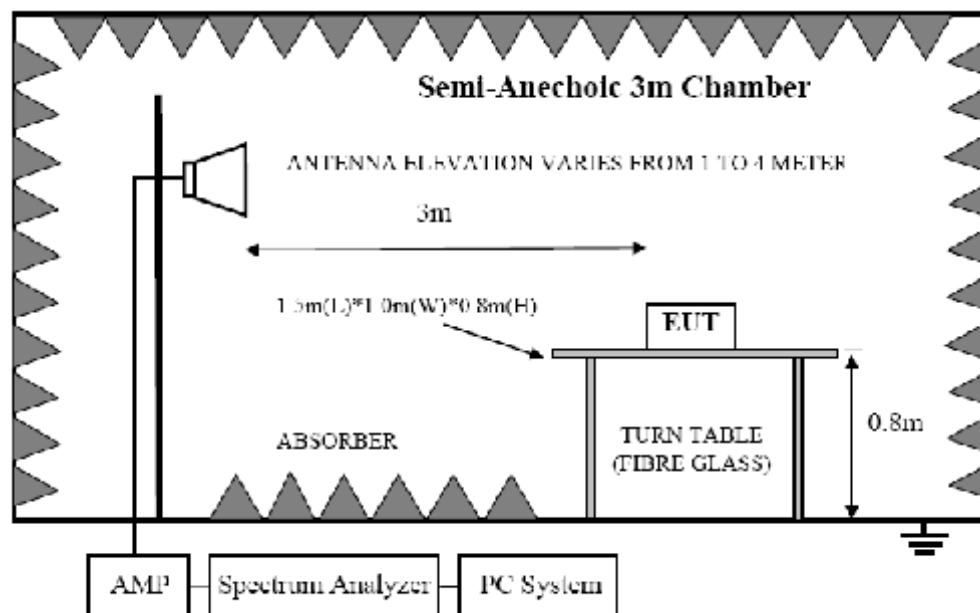 Semi-Anechoic 3m Chamber
ANTENNA ELEVATION VARIES FROM 1 TO 4 METER
3m
1.5m(L)*1.0m(W)*0.8m(H)
EUT
0.8m
ABSORBER
TURN TABLE
(FIBRE GLASS)
AMP
Spectrum Analyzer
PC System